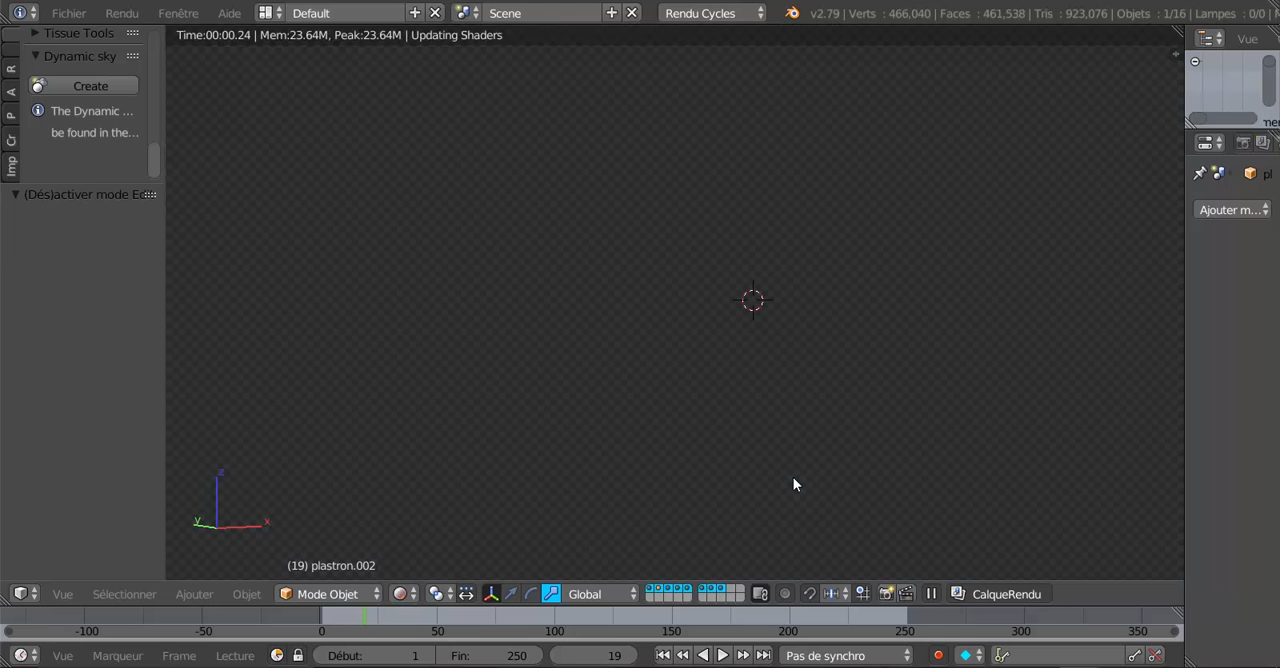 Fichier Rendu Fenêtre Aide Default Scene Rendu Cycles v2.79 | Verts : 466,040 | Faces : 461,538 | Tris : 923,076 | Objets : 1/16 | Lampes : 0/0 |
Tissue Tools
Time:00:00.24 | Mem:23.64M, Peak:23.64M | Updating Shaders
Vue
Dynamic sky
R
Create
A
The Dynamic ...
P
be found in the...
Cr
Imp
pl
(Dés)activer mode
Ajouter m...
z
y
x
(19) plastron.002
Vue Sélectionner Ajouter Objet Mode Objet Global CalqueRendu
-100 -50 0 50 100 150 200 250 300 350
Vue Marqueur Frame Lecture Début: 1 Fin: 250 19 Pas de synchro